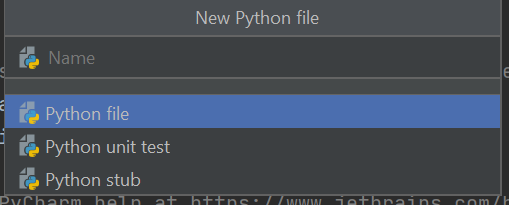 New Python file
Name
Python file
Python unit test
Python stub
PyCharm help at https://www.jetbrains.com/